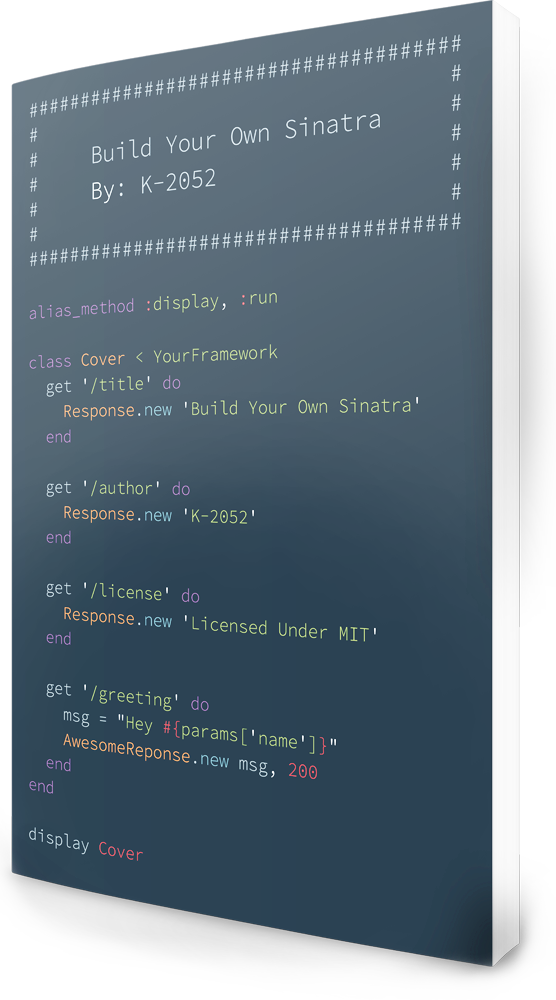 ######################################
# #
# Build Your Own Sinatra #
# By: K-2052 #
# #
# #
######################################
alias_method :display, :run
class Cover < YourFramework
get '/title' do
Response.new 'Build Your Own Sinatra'
end
get '/author' do
Response.new 'K-2052'
end
get '/license' do
Response.new 'Licensed Under MIT'
end
get '/greeting' do
msg = "Hey #{params['name']}"
AwesomeReponse.new msg, 200
end
end
display Cover